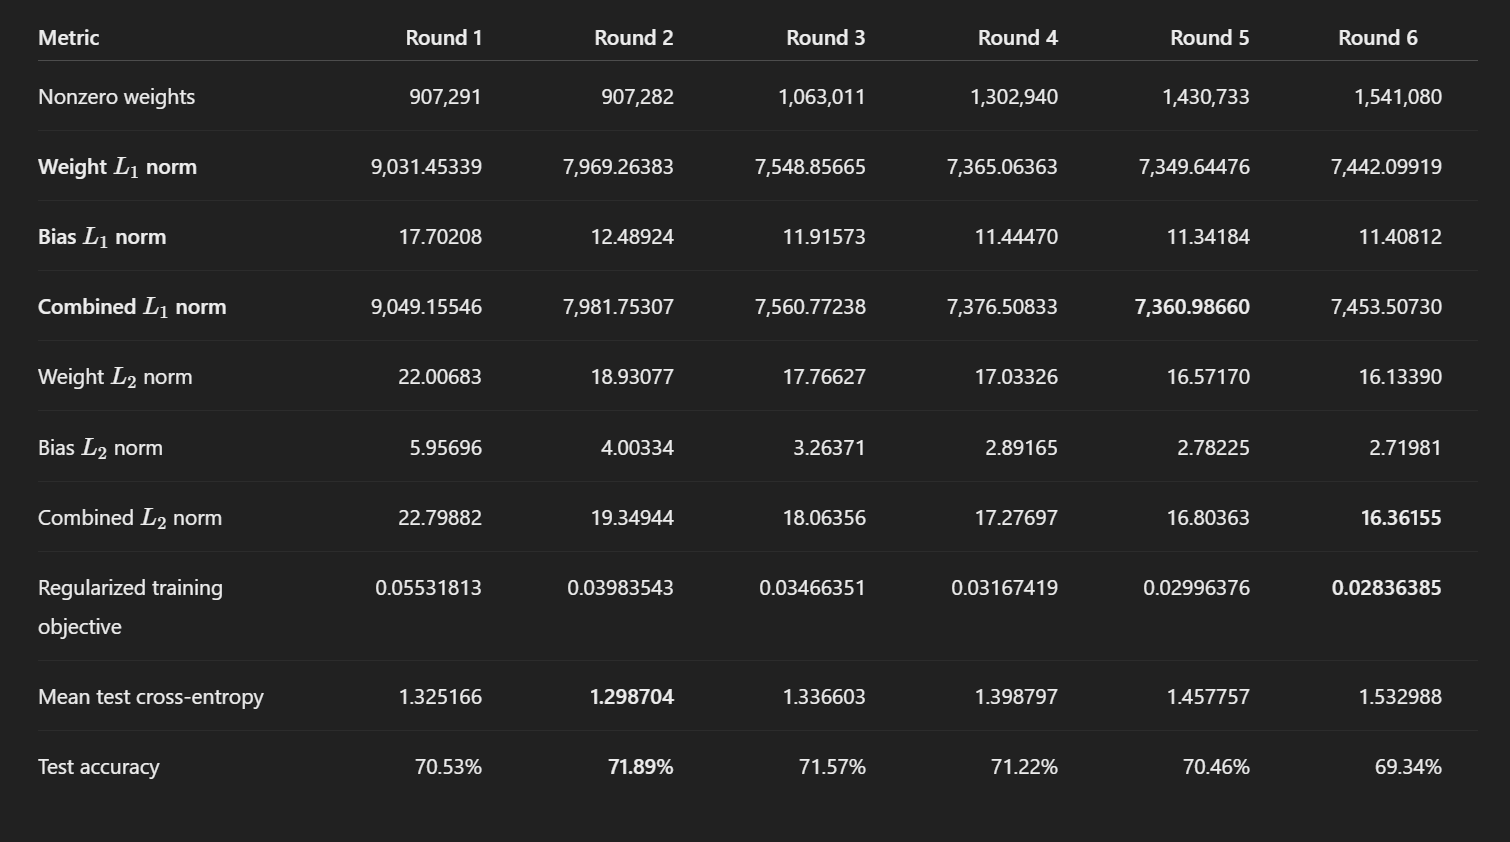 Metric Round 1 Round 2 Round 3 Round 4 Round 5 Round 6
Nonzero weights 907,291 907,282 1,063,011 1,302,940 1,430,733 1,541,080
Weight L₁ norm 9,031.45339 7,969.26383 7,548.85665 7,365.06363 7,349.64476 7,442.09919
Bias L₁ norm 17.70208 12.48924 11.91573 11.44470 11.34184 11.40812
Combined L₁ norm 9,049.15546 7,981.75307 7,560.77238 7,376.50833 7,360.98660 7,453.50730
Weight L₂ norm 22.00683 18.93077 17.76627 17.03326 16.57170 16.13390
Bias L₂ norm 5.95696 4.00334 3.26371 2.89165 2.78225 2.71981
Combined L₂ norm 22.79882 19.34944 18.06356 17.27697 16.80363 16.36155
Regularized training 0.05531813 0.03983543 0.03466351 0.03167419 0.02996376 0.02836385
objective
Mean test cross-entropy 1.325166 1.298704 1.336603 1.398797 1.457757 1.532988
Test accuracy 70.53% 71.89% 71.57% 71.22% 70.46% 69.34%